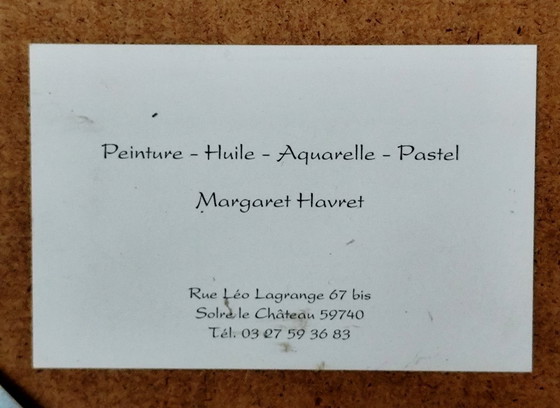 Peinture - Huile - Aquarelle - Pastel
Margaret Havret
Rue Léo Lagrange 67 bis
Solre le Château 59740
Tél. 03 27 59 36 83